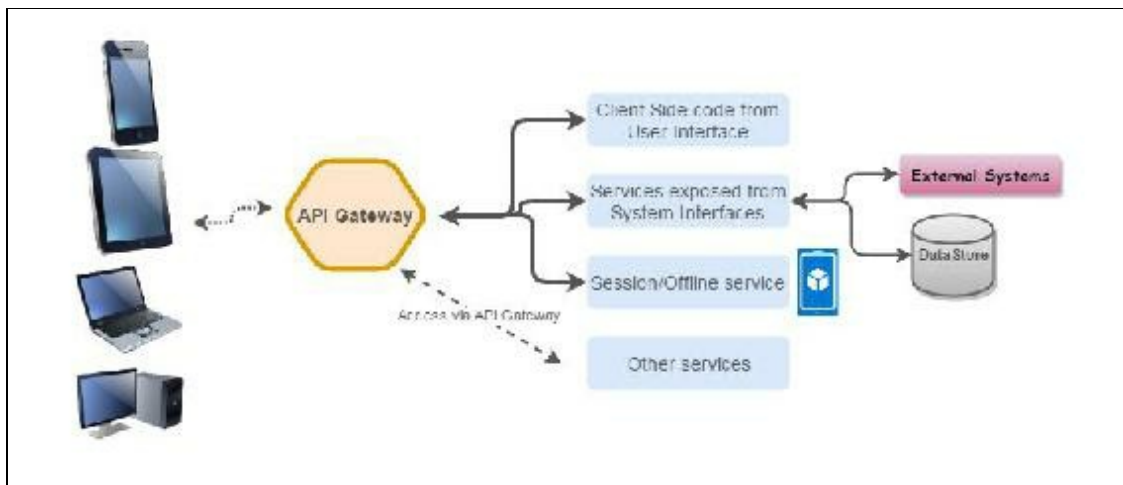 Client Side code from
User Interface
API Gateway
Services exposed from
System Interfaces
External Systems
Data Store
Session/Offline service
Access via API Gateway
Other services